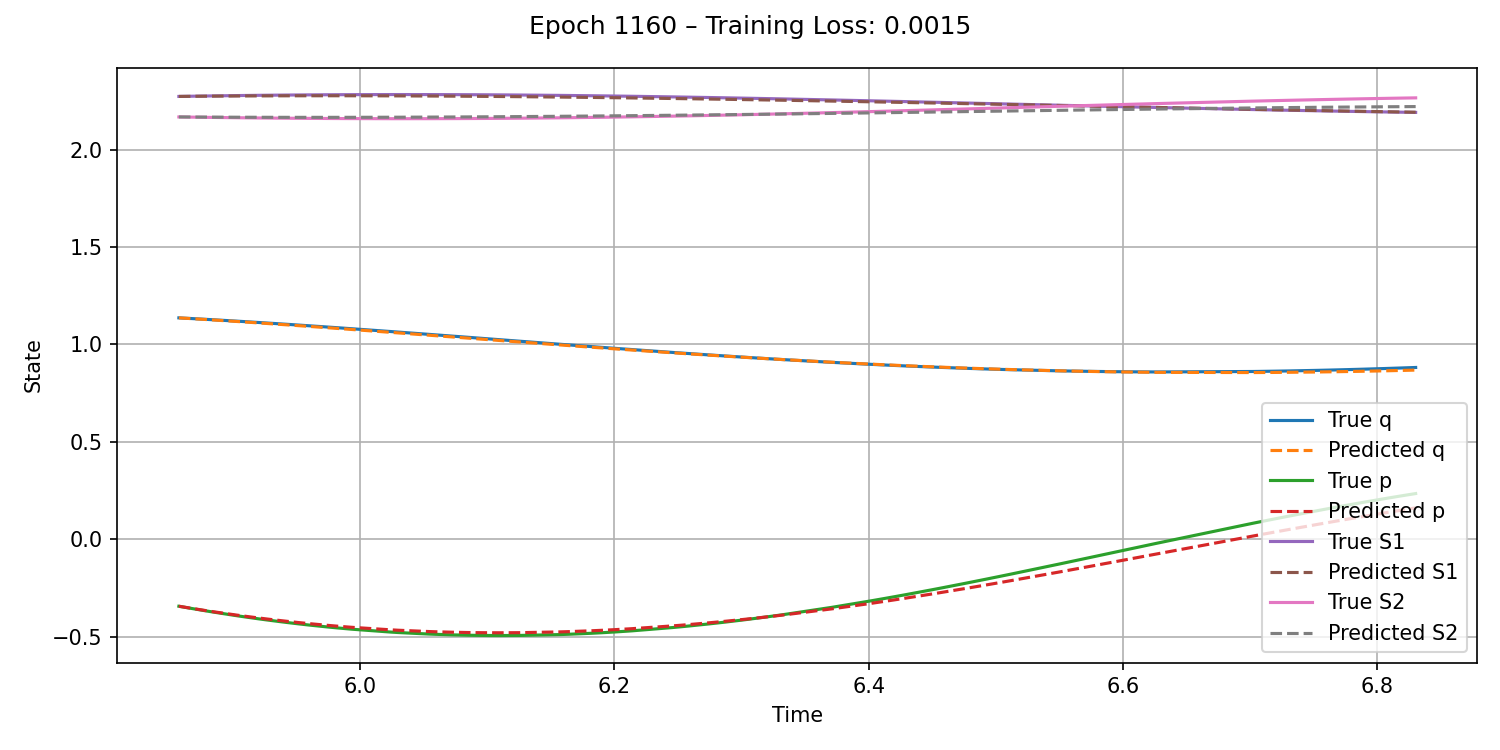 Epoch 1160 – Training Loss: 0.0015
State
2.0
1.5
1.0
0.5
0.0
−0.5
True q
Predicted q
True p
Predicted p
True S1
Predicted S1
True S2
Predicted S2
6.0 6.2 6.4 6.6 6.8
Time